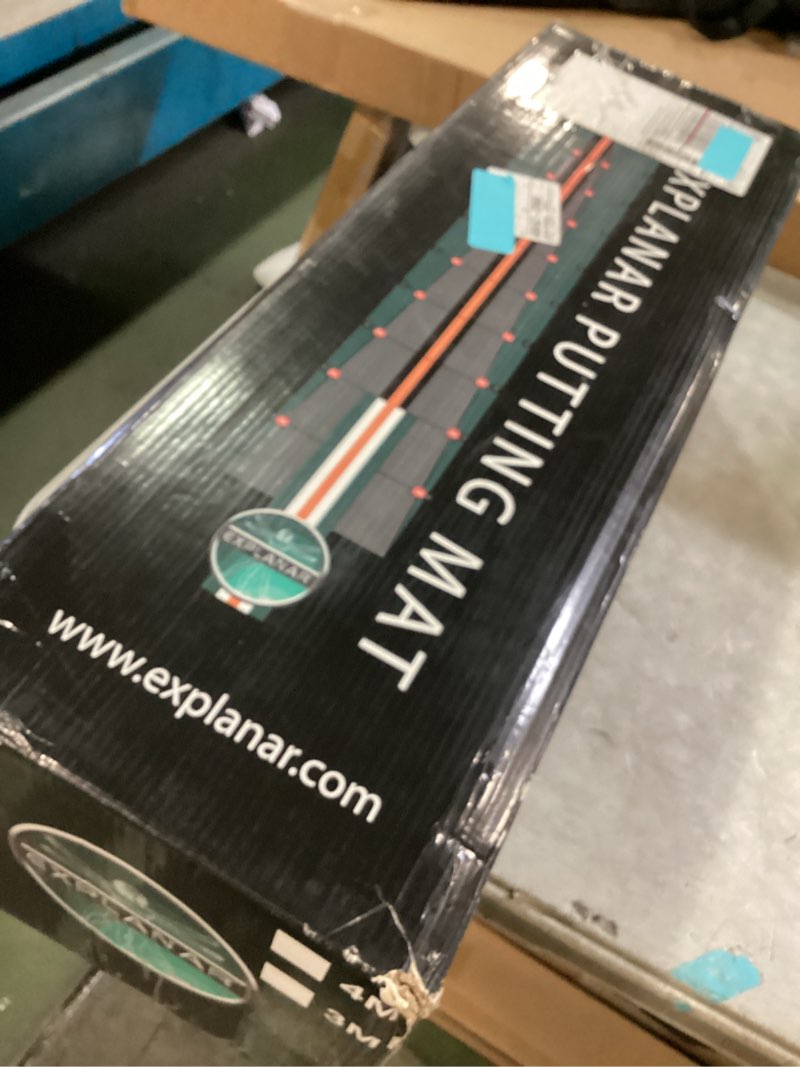 EXPLANAR PUTTING MAT
EXPLANAR
www.explanar.com
EXPLANAR
4M
3M